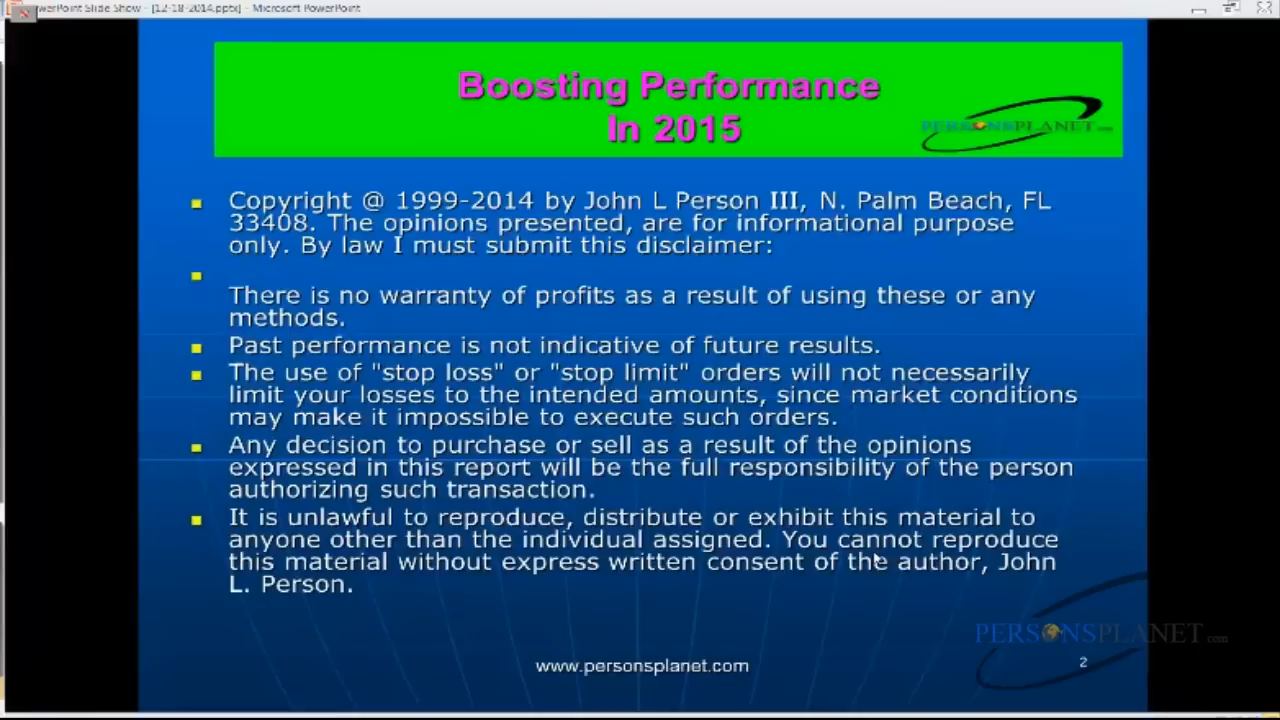 PowerPoint Slide Show - [12-18-2014.pptx] - Microsoft PowerPoint
Boosting Performance
In 2015
PERSONSPLANET.com
Copyright @ 1999-2014 by John L Person III, N. Palm Beach, FL
33408. The opinions presented, are for informational purpose
only. By law I must submit this disclaimer:
There is no warranty of profits as a result of using these or any
methods.
Past performance is not indicative of future results.
The use of "stop loss" or "stop limit" orders will not necessarily
limit your losses to the intended amounts, since market conditions
may make it impossible to execute such orders.
Any decision to purchase or sell as a result of the opinions
expressed in this report will be the full responsibility of the person
authorizing such transaction.
It is unlawful to reproduce, distribute or exhibit this material to
anyone other than the individual assigned. You cannot reproduce
this material without express written consent of the author, John
L. Person.
PERSONSPLANET.com
www.personsplanet.com
2